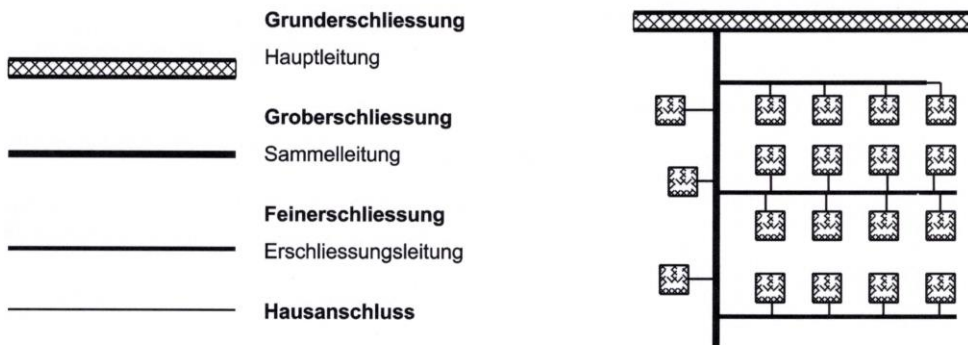 Grunderschliessung
Hauptleitung
Groberschliessung
Sammelleitung
Feinerschliessung
Erschliessungsleitung
Hausanschluss